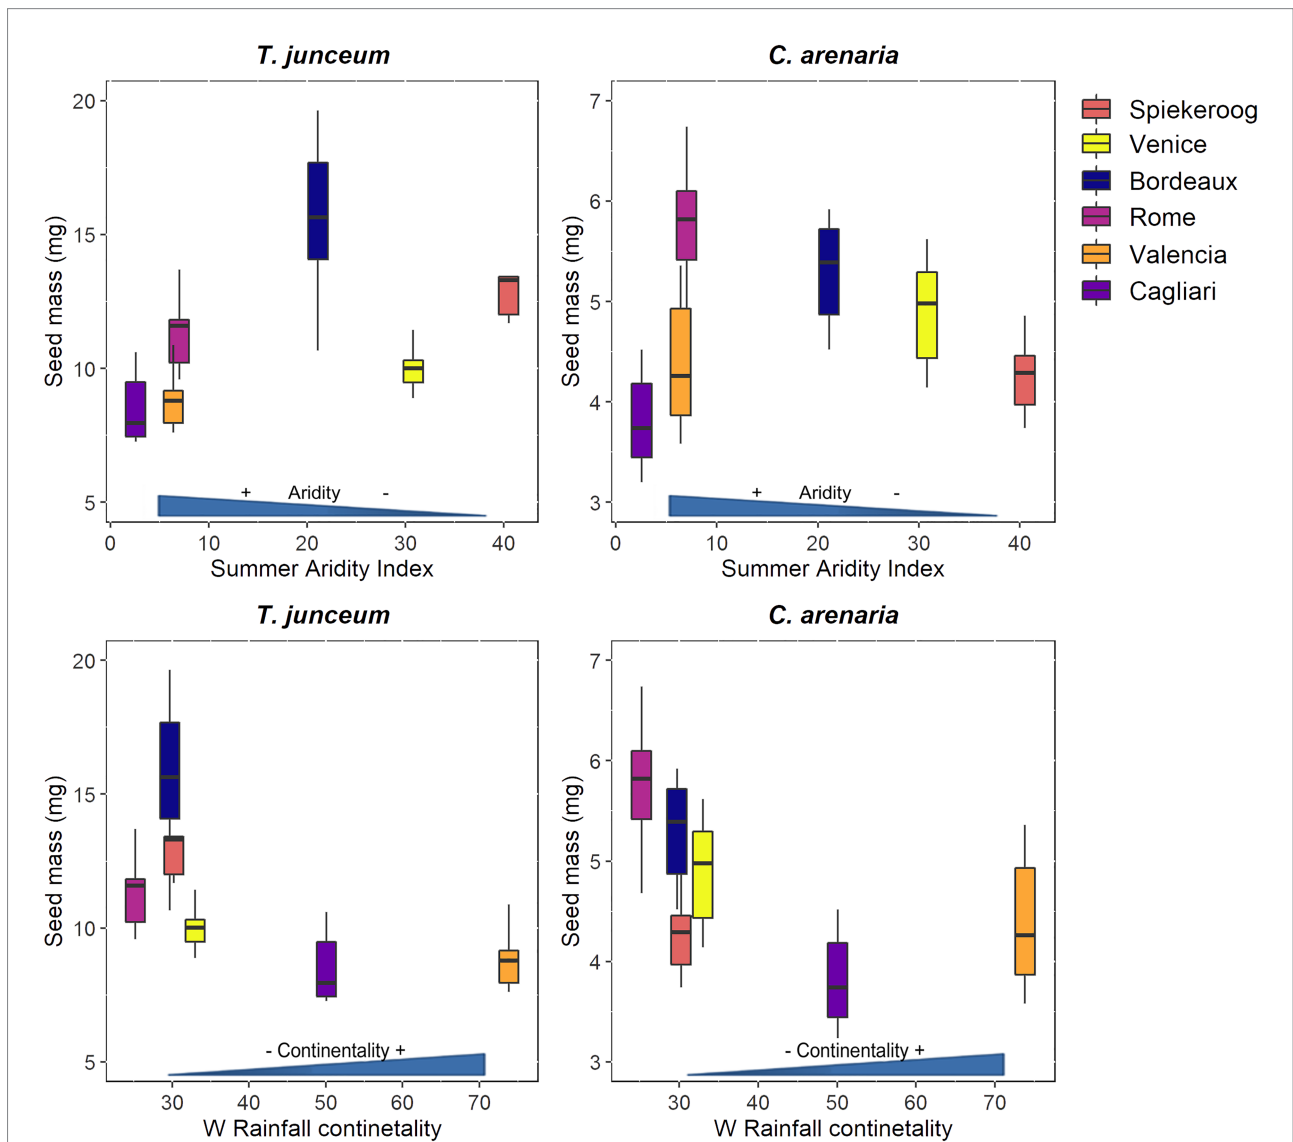 T. junceum
C. arenaria
20
15
10
5
Seed mass (mg)
+ Aridity -
0 10 20 30 40
Summer Aridity Index
7
6
5
4
3
Seed mass (mg)
+ Aridity -
0 10 20 30 40
Summer Aridity Index
Spiekeroog
Venice
Bordeaux
Rome
Valencia
Cagliari
T. junceum
C. arenaria
20
15
10
5
Seed mass (mg)
- Continentality +
30 40 50 60 70
W Rainfall continetality
7
6
5
4
3
Seed mass (mg)
- Continentality +
30 40 50 60 70
W Rainfall continetality